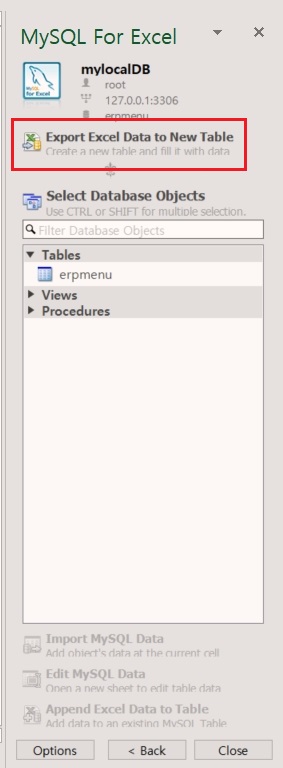 MySQL For Excel
MySQL
FOR EXCEL
mylocalDB
root
127.0.0.1:3306
erpmenu
Export Excel Data to New Table
Create a new table and fill it with data
Select Database Objects
Use CTRL or SHIFT for multiple selection.
Filter Database Objects
Tables
erpmenu
Views
Procedures
Import MySQL Data
Add object's data at the current cell
Edit MySQL Data
Open a new sheet to edit table data
Append Excel Data to Table
Add data to an existing MySQL Table
Options
< Back
Close